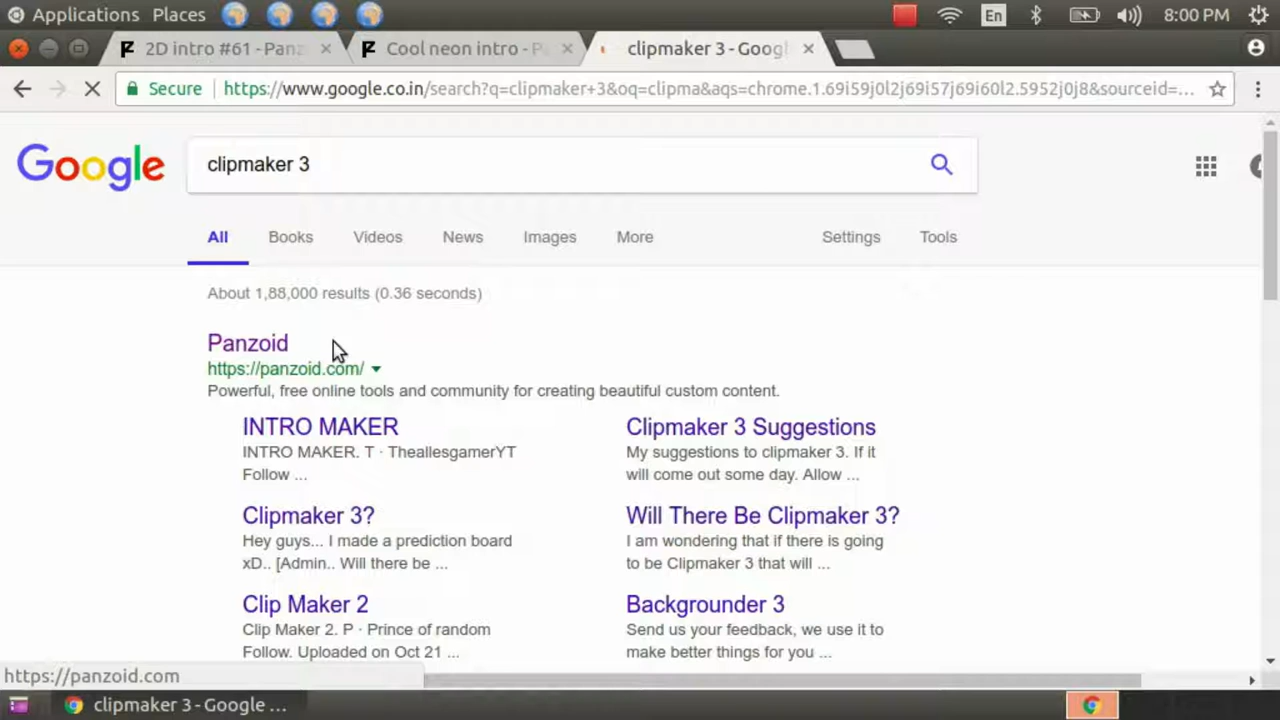 Applications Places En 8:00 PM
2D intro #61 - Panz Cool neon intro - P clipmaker 3 - Googl
Secure https://www.google.co.in/search?q=clipmaker+3&oq=clipma&aqs=chrome.1.69i59j0l2j69i57j69i60l2.5952j0j8&sourceid=...
Google clipmaker 3
All Books Videos News Images More Settings Tools
About 1,88,000 results (0.36 seconds)
Panzoid
https://panzoid.com/
Powerful, free online tools and community for creating beautiful custom content.
INTRO MAKER
INTRO MAKER. T · TheallesgamerYT
Follow ...
Clipmaker 3 Suggestions
My suggestions to clipmaker 3. If it
will come out some day. Allow ...
Clipmaker 3?
Hey guys... I made a prediction board
xD.. [Admin.. Will there be ...
Will There Be Clipmaker 3?
I am wondering that if there is going
to be Clipmaker 3 that will ...
Clip Maker 2
Clip Maker 2. P · Prince of random
Follow. Uploaded on Oct 21 ...
Backgrounder 3
Send us your feedback, we use it to
make better things for you ...
https://panzoid.com
clipmaker 3 - Google ...